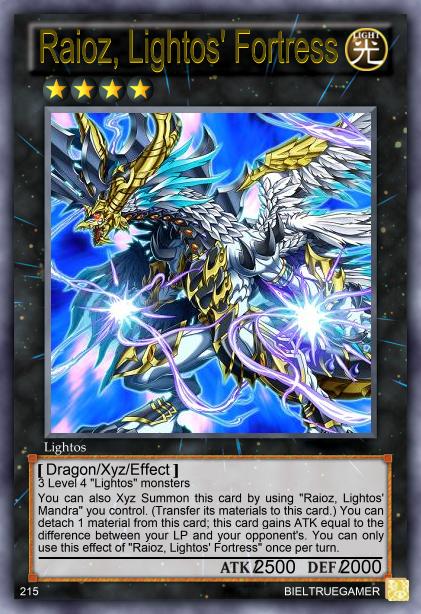 Raioz, Lightos' Fortress
LIGHT
光
Lightos
[ Dragon/Xyz/Effect ]
3 Level 4 "Lightos" monsters
You can also Xyz Summon this card by using "Raioz, Lightos'
Mandra" you control. (Transfer its materials to this card.) You can
detach 1 material from this card; this card gains ATK equal to the
difference between your LP and your opponent's. You can only
use this effect of "Raioz, Lightos' Fortress" once per turn.
ATK/2500 DEF/2000
215
BIELTRUEGAMER